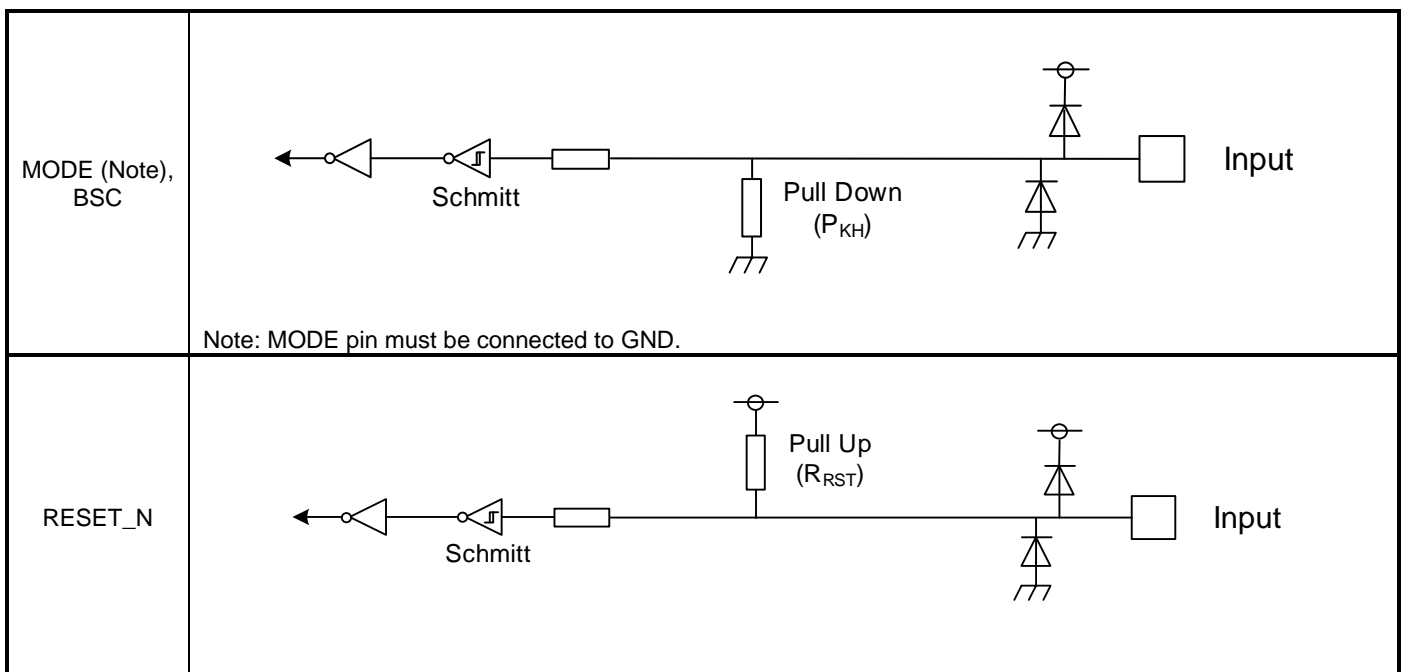 MODE (Note),
BSC
Schmitt
Pull Down
(PKH)
Input
Note: MODE pin must be connected to GND.
RESET_N
Pull Up
(RRST)
Schmitt
Input